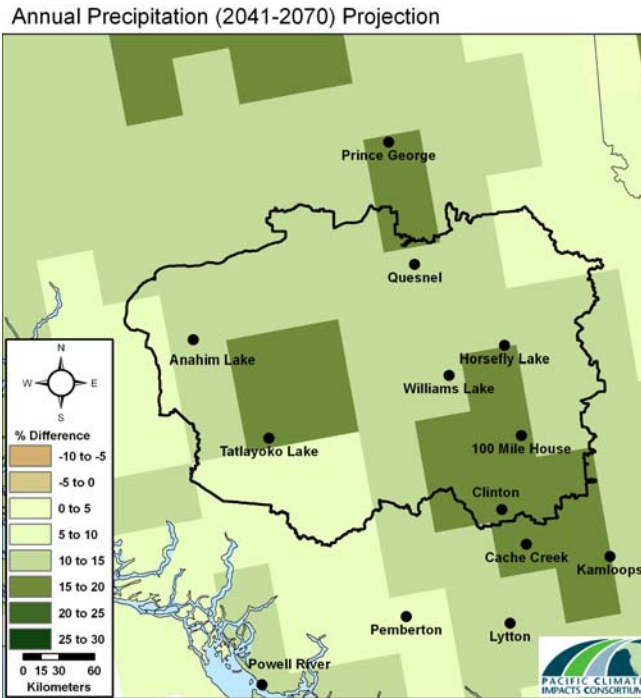 Annual Precipitation (2041-2070) Projection
Prince George
Quesnel
Anahim Lake
Horsefly Lake
Williams Lake
Tatlayoko Lake
100 Mile House
Clinton
Cache Creek
Kamloops
Pemberton
Lytton
Powell River
N
W E
S
% Difference
-10 to -5
-5 to 0
0 to 5
5 to 10
10 to 15
15 to 20
20 to 25
25 to 30
0 15 30 60
Kilometers
PACIFIC CLIMATE
IMPACTS CONSORTIUM